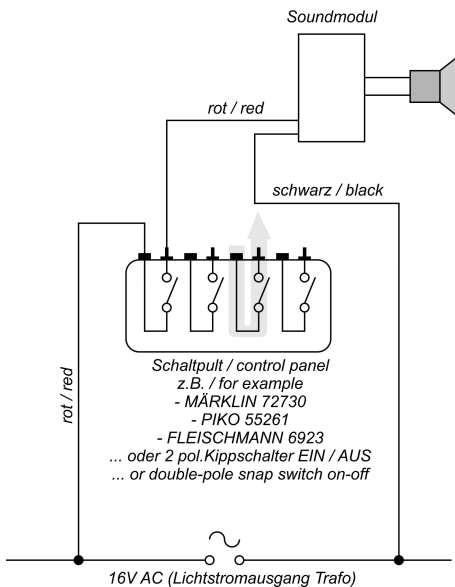 Soundmodul
rot / red
schwarz / black
rot / red
Schaltpult / control panel
z.B. / for example
- MÄRKLIN 72730
- PIKO 55261
- FLEISCHMANN 6923
... oder 2 pol.Kippschalter EIN / AUS
... or double-pole snap switch on-off
16V AC (Lichtstromausgang Trafo)